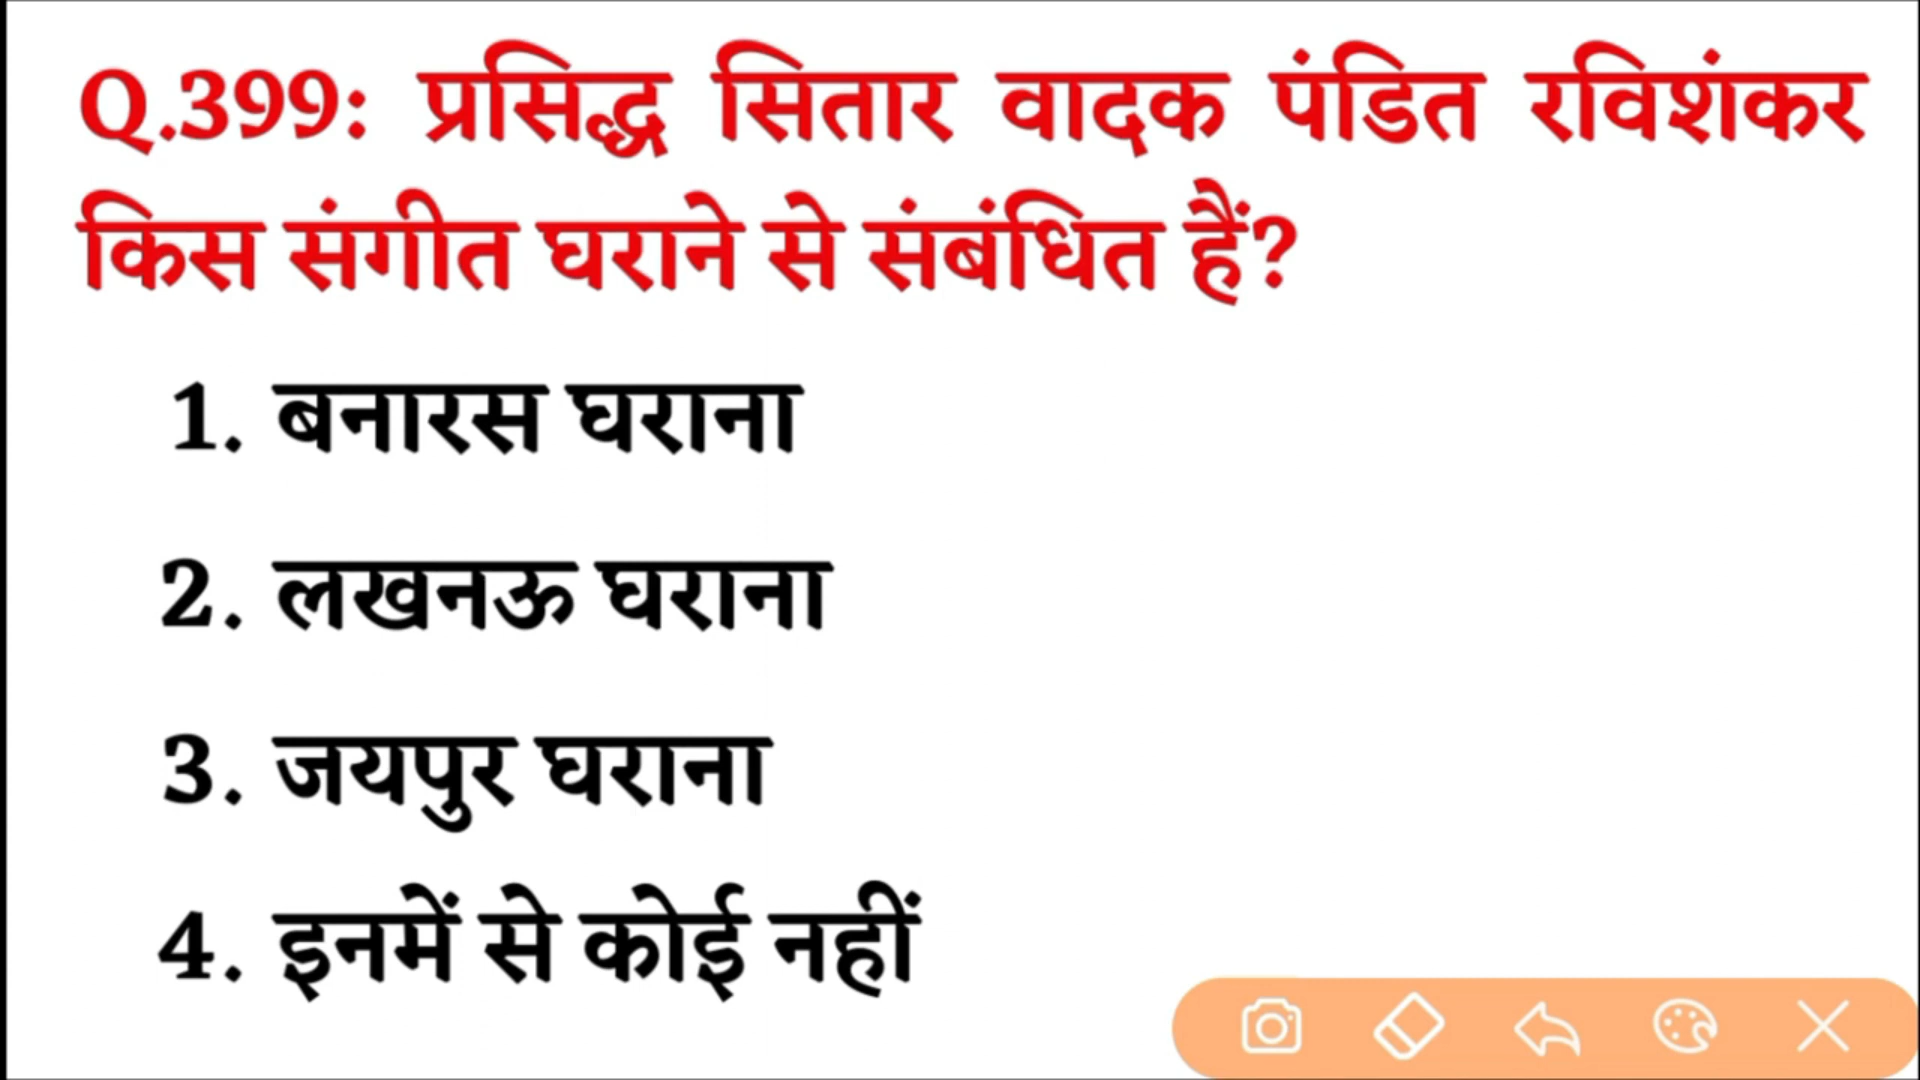 Q.399: प्रसिद्ध सितार वादक पंडित रविशंकर
किस संगीत घराने से संबंधित हैं?
1. बनारस घराना
2. लखनऊ घराना
3. जयपुर घराना
4. इनमें से कोई नहीं